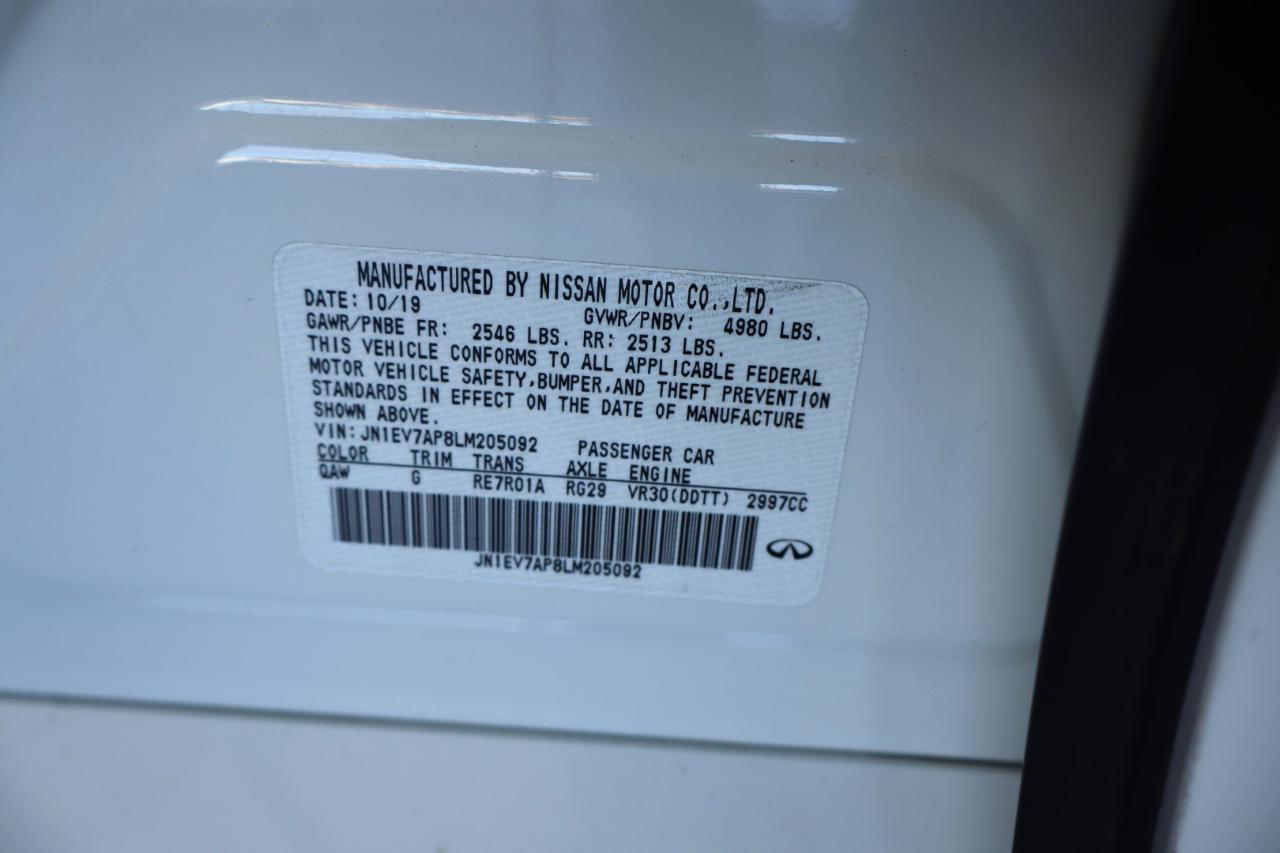 MANUFACTURED BY NISSAN MOTOR CO.,LTD.
DATE: 10/19 GVWR/PNBV: 4980 LBS.
GAWR/PNBE FR: 2546 LBS. RR: 2513 LBS.
THIS VEHICLE CONFORMS TO ALL APPLICABLE FEDERAL
MOTOR VEHICLE SAFETY,BUMPER,AND THEFT PREVENTION
STANDARDS IN EFFECT ON THE DATE OF MANUFACTURE
SHOWN ABOVE.
VIN: JN1EV7AP8LM205092 PASSENGER CAR
COLOR TRIM TRANS AXLE ENGINE
QAW G RE7R01A RG29 VR30(DDTT) 2997CC
JN1EV7AP8LM205092